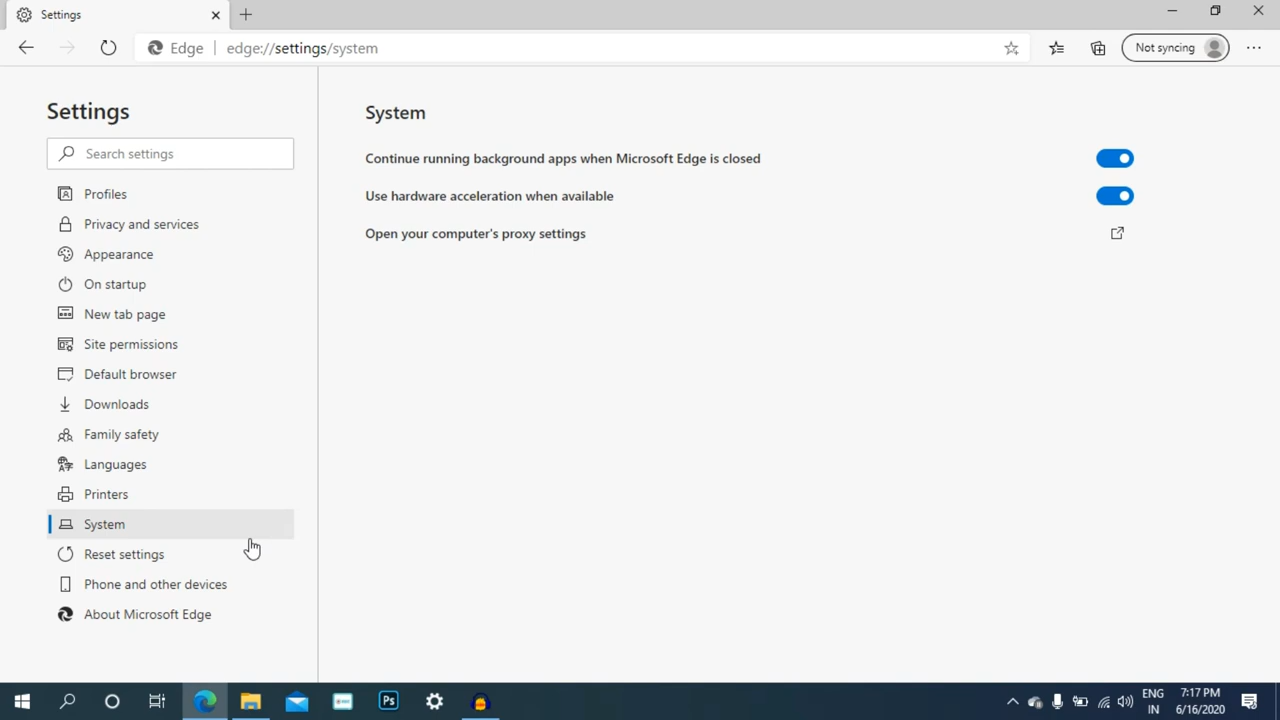 Settings
Edge
edge://settings/system
Not syncing
Settings
Search settings
Profiles
Privacy and services
Appearance
On startup
New tab page
Site permissions
Default browser
Downloads
Family safety
Languages
Printers
System
Reset settings
Phone and other devices
About Microsoft Edge
System
Continue running background apps when Microsoft Edge is closed
Use hardware acceleration when available
Open your computer's proxy settings
Ps
ENG
IN
7:17 PM
6/16/2020